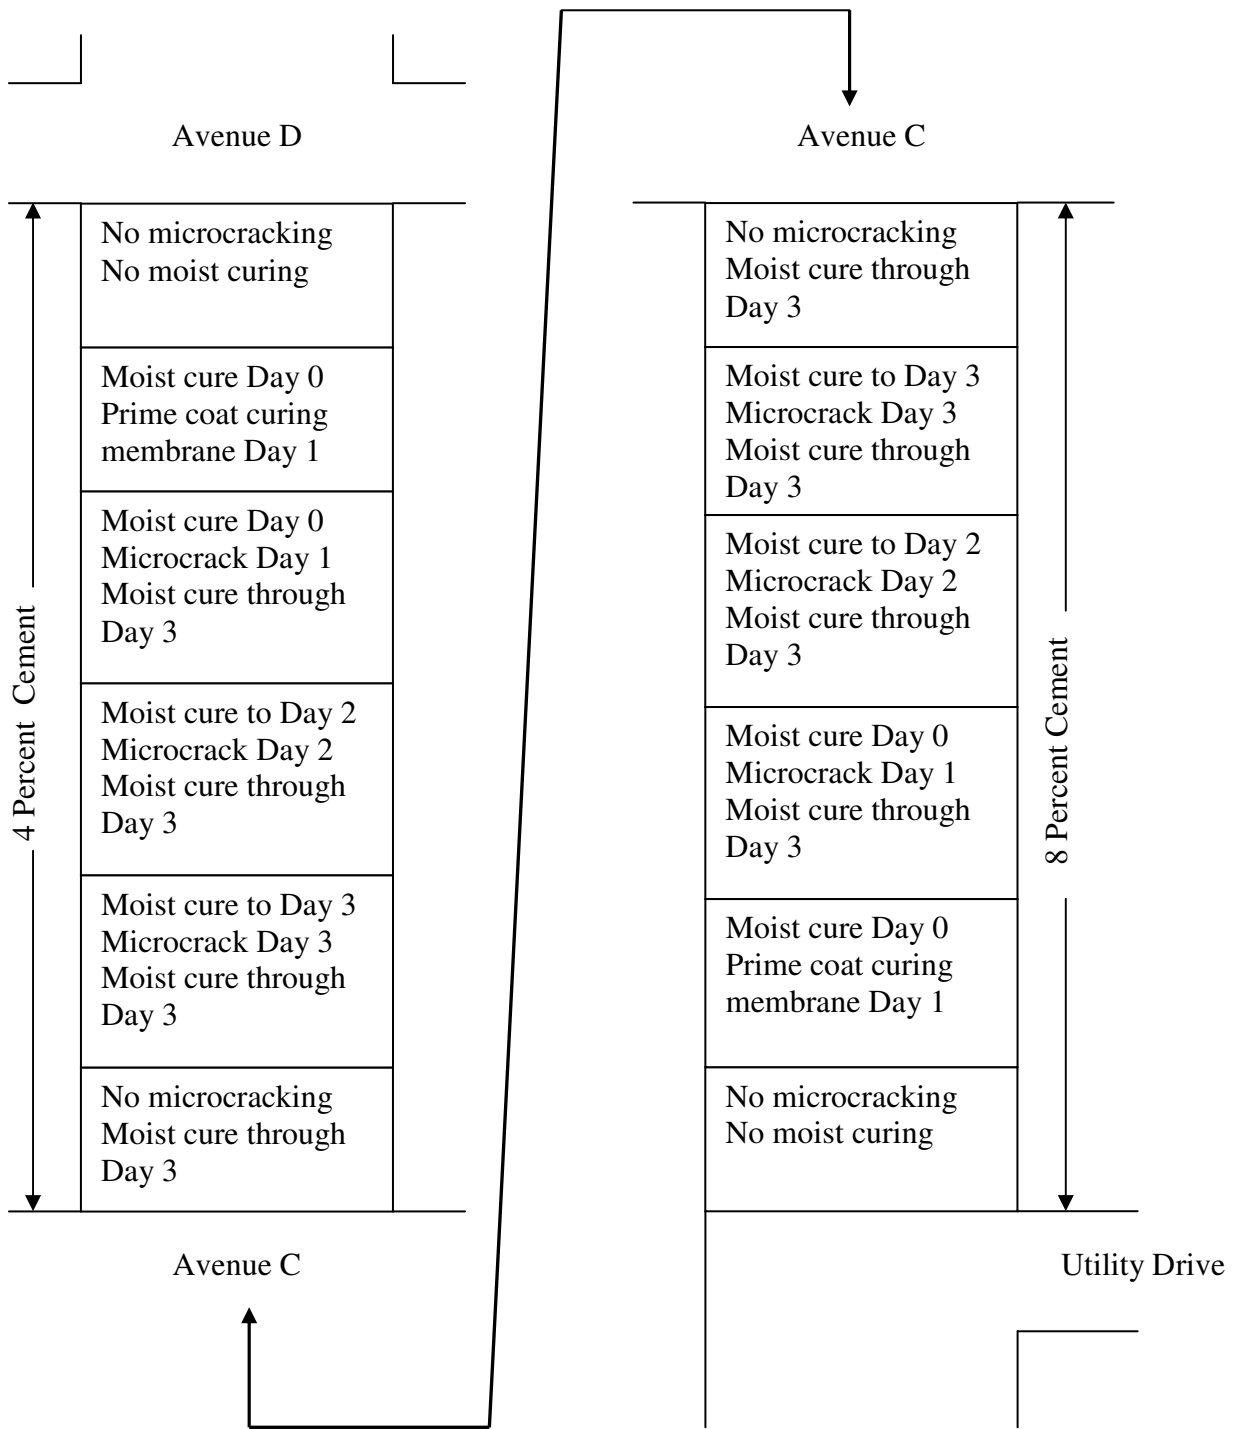 Avenue D
No microcracking
No moist curing
Moist cure Day 0
Prime coat curing
membrane Day 1
Moist cure Day 0
Microcrack Day 1
Moist cure through
Day 3
Moist cure to Day 2
Microcrack Day 2
Moist cure through
Day 3
Moist cure to Day 3
Microcrack Day 3
Moist cure through
Day 3
No microcracking
Moist cure through
Day 3
4 Percent Cement
Avenue C
Avenue C
No microcracking
Moist cure through
Day 3
Moist cure to Day 3
Microcrack Day 3
Moist cure through
Day 3
Moist cure to Day 2
Microcrack Day 2
Moist cure through
Day 3
Moist cure Day 0
Microcrack Day 1
Moist cure through
Day 3
Moist cure Day 0
Prime coat curing
membrane Day 1
No microcracking
No moist curing
8 Percent Cement
Utility Drive